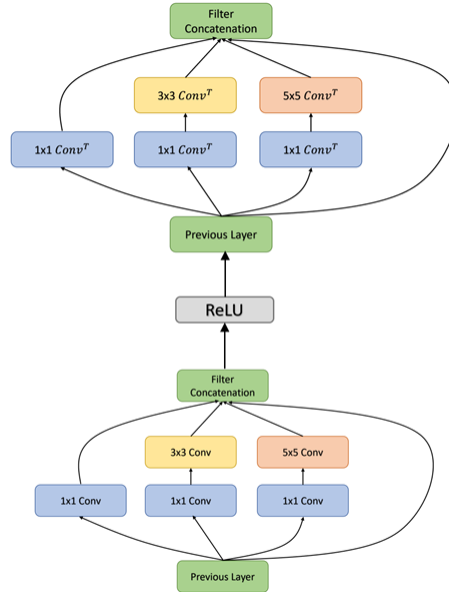 Filter
Concatenation
3x3 Conv^T
5x5 Conv^T
1x1 Conv^T
1x1 Conv^T
1x1 Conv^T
Previous Layer
ReLU
Filter
Concatenation
3x3 Conv
5x5 Conv
1x1 Conv
1x1 Conv
1x1 Conv
Previous Layer